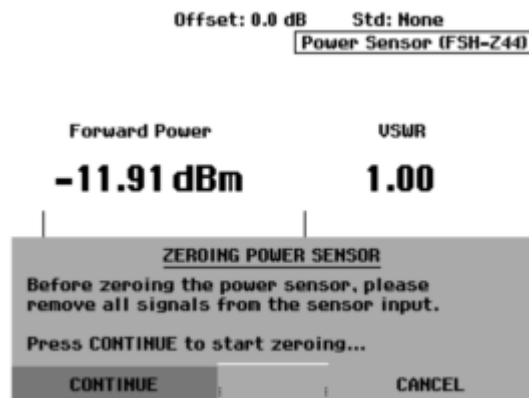 Offset: 0.0 dB Std: None
Power Sensor (FSH-Z44)
Forward Power VSWR
-11.91 dBm 1.00
ZEROING POWER SENSOR
Before zeroing the power sensor, please
remove all signals from the sensor input.
Press CONTINUE to start zeroing...
CONTINUE CANCEL